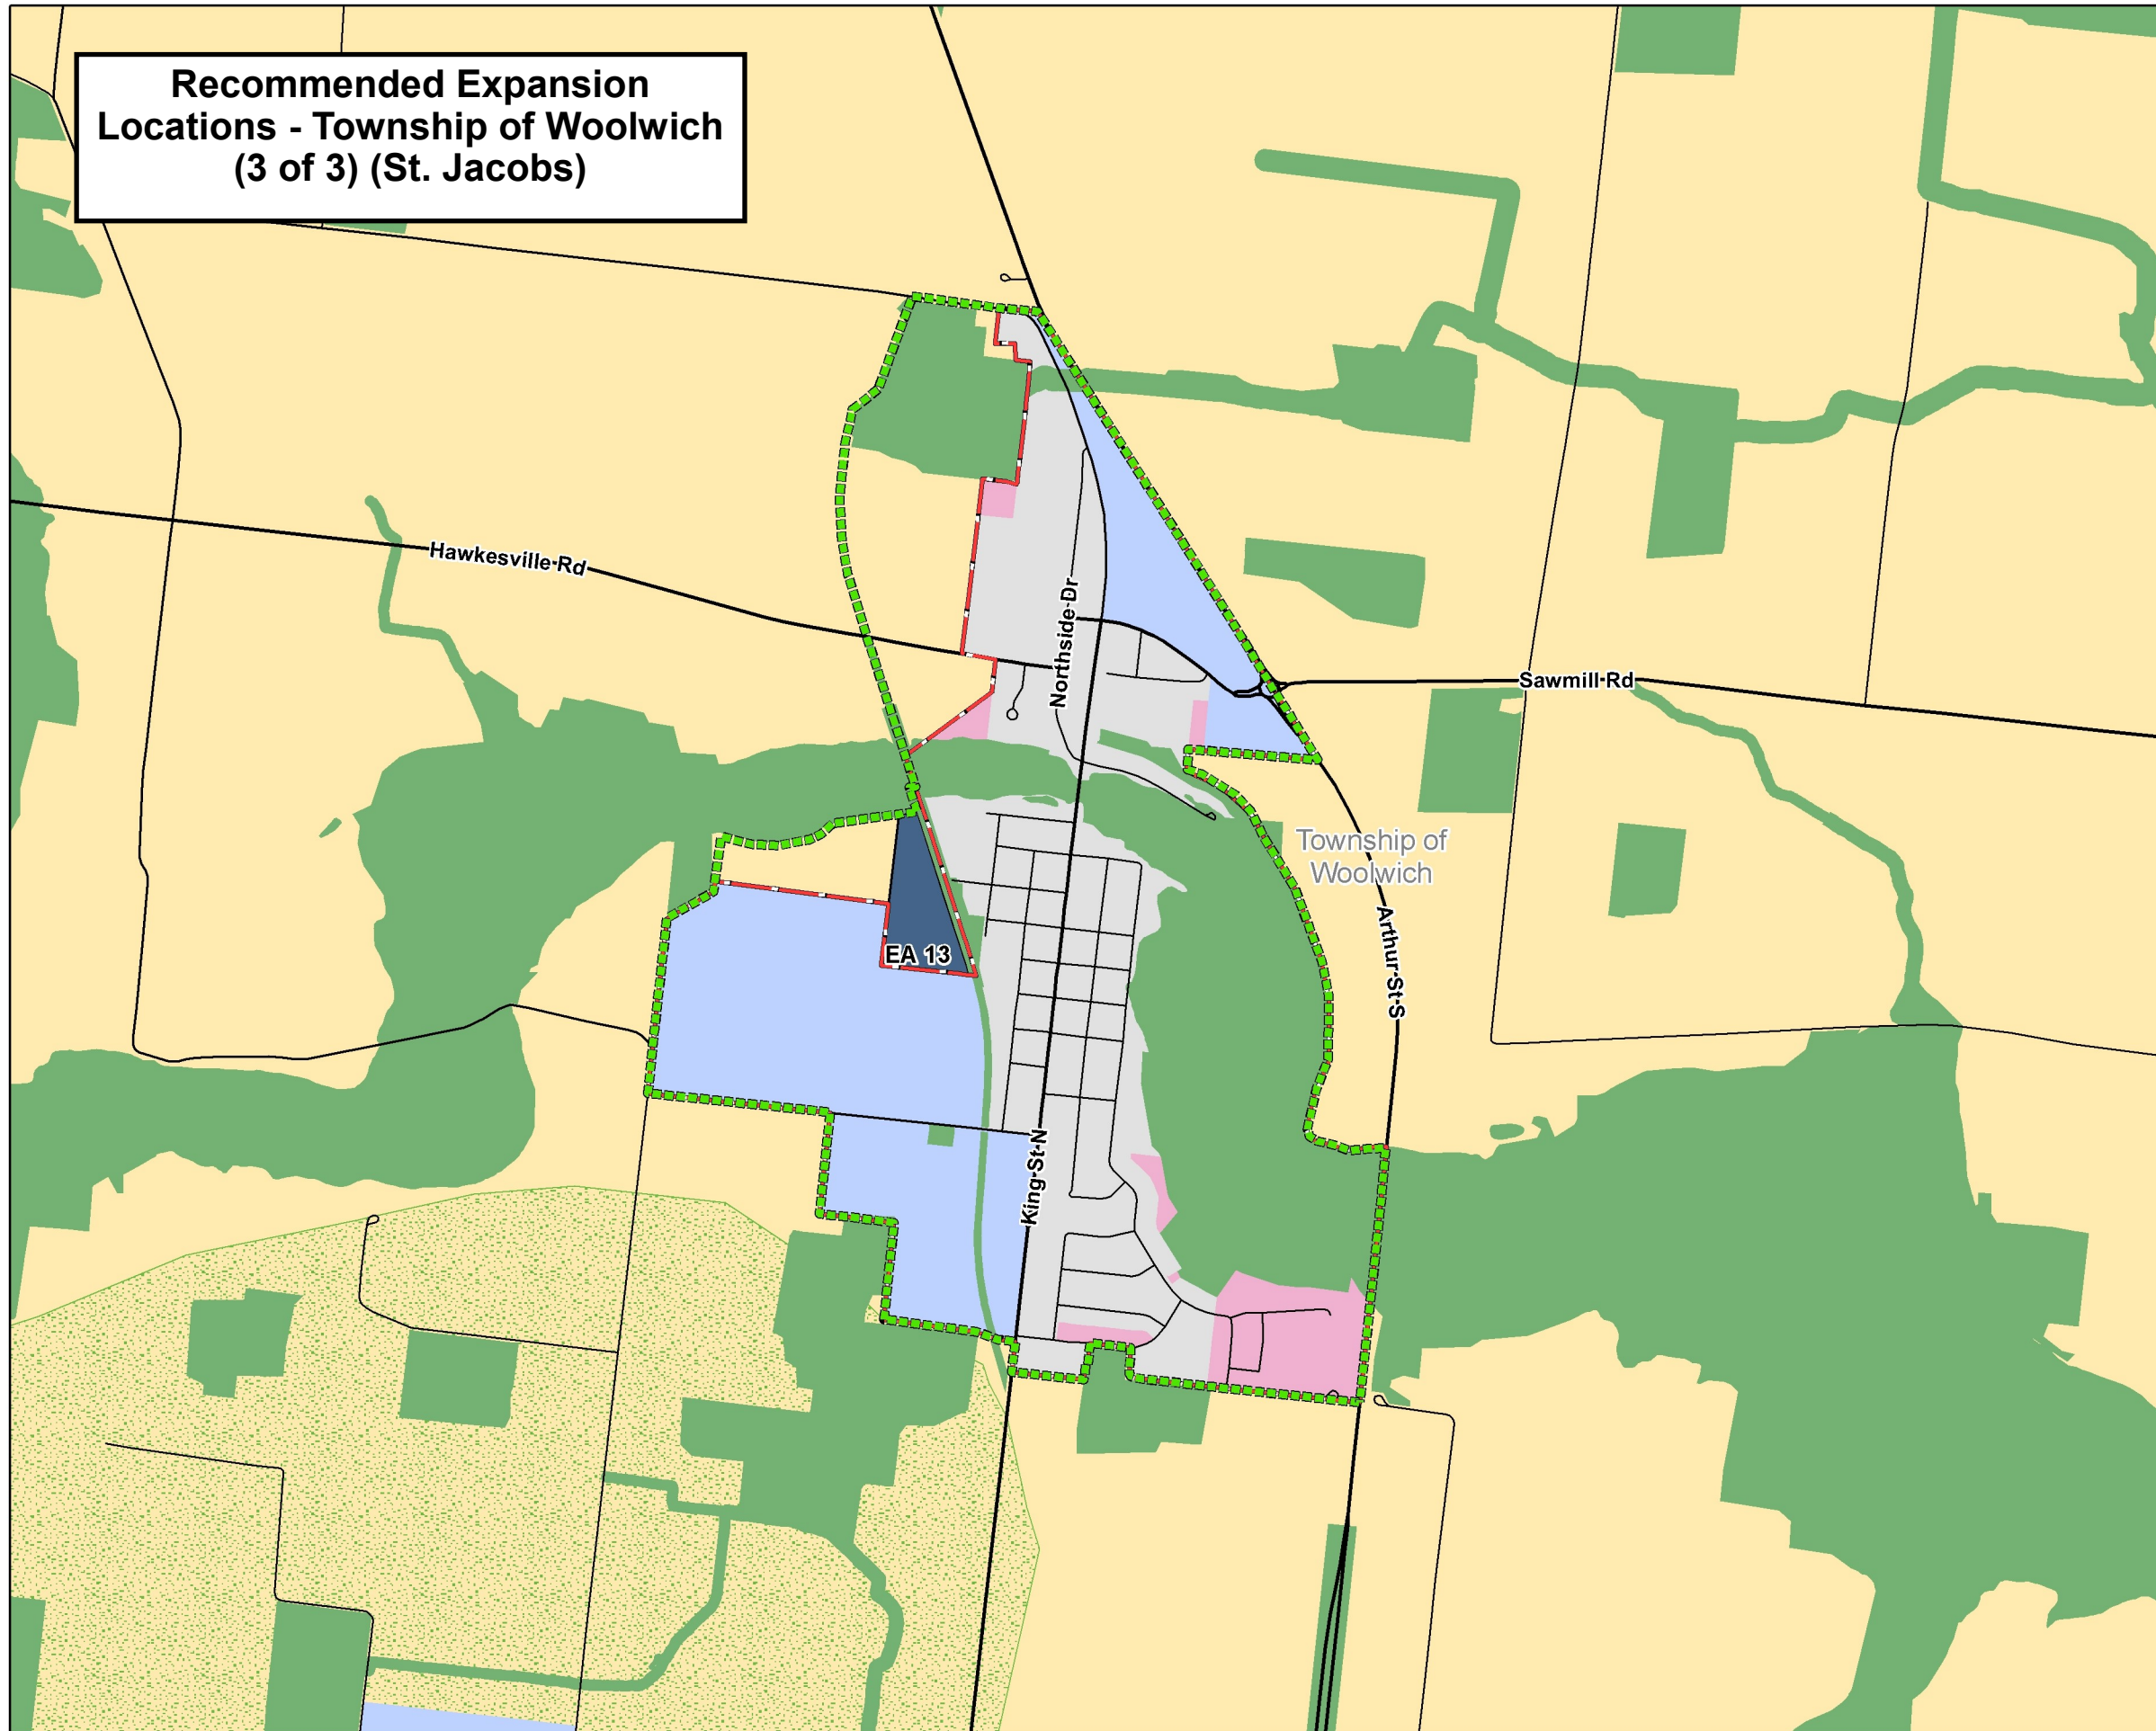 Recommended Expansion
Locations - Township of Woolwich
(3 of 3) (St. Jacobs)
Hawkesville Rd
Northside Dr
Sawmill Rd
Township of
Woolwich
Arthur St S
EA 13
King St N